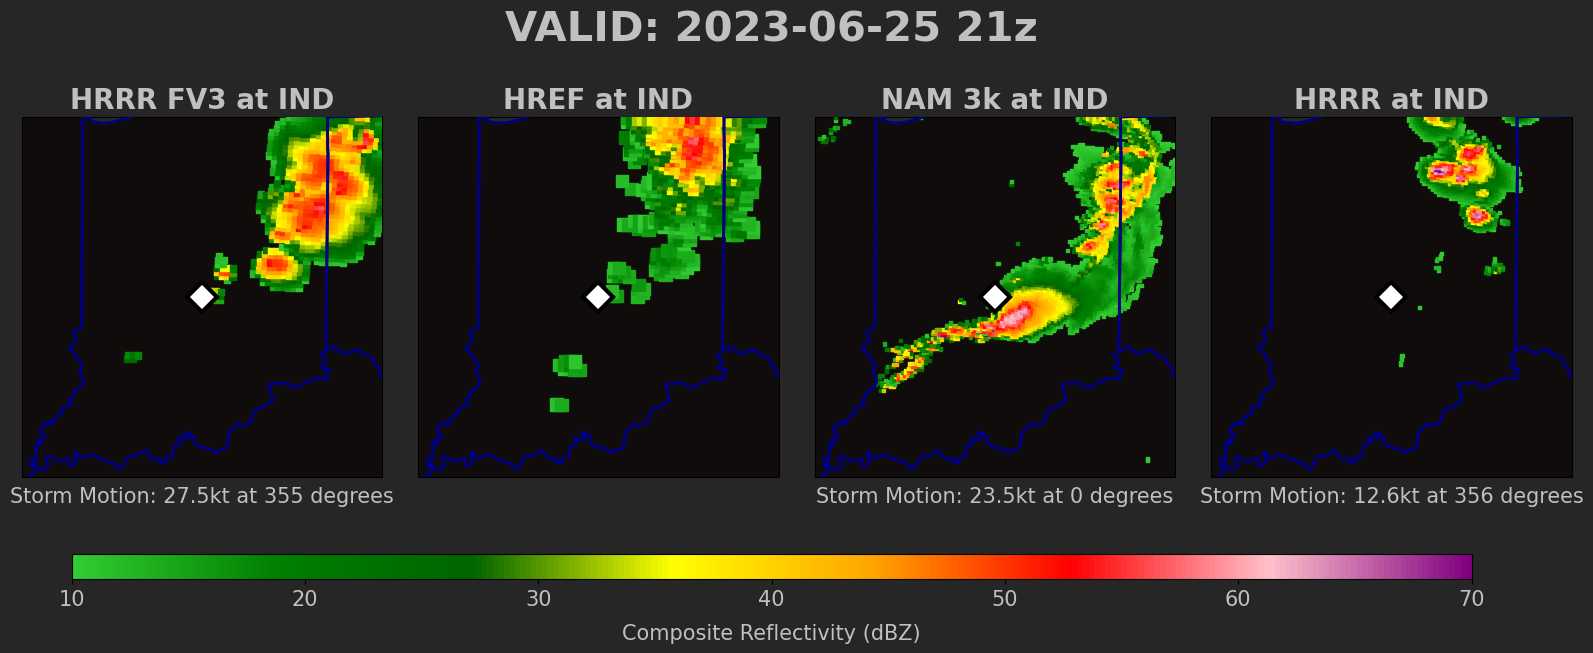 VALID: 2023-06-25 21z
HRRR FV3 at IND
HREF at IND
NAM 3k at IND
HRRR at IND
Storm Motion: 27.5kt at 355 degrees
Storm Motion: 23.5kt at 0 degrees
Storm Motion: 12.6kt at 356 degrees
10 20 30 40 50 60 70
Composite Reflectivity (dBZ)